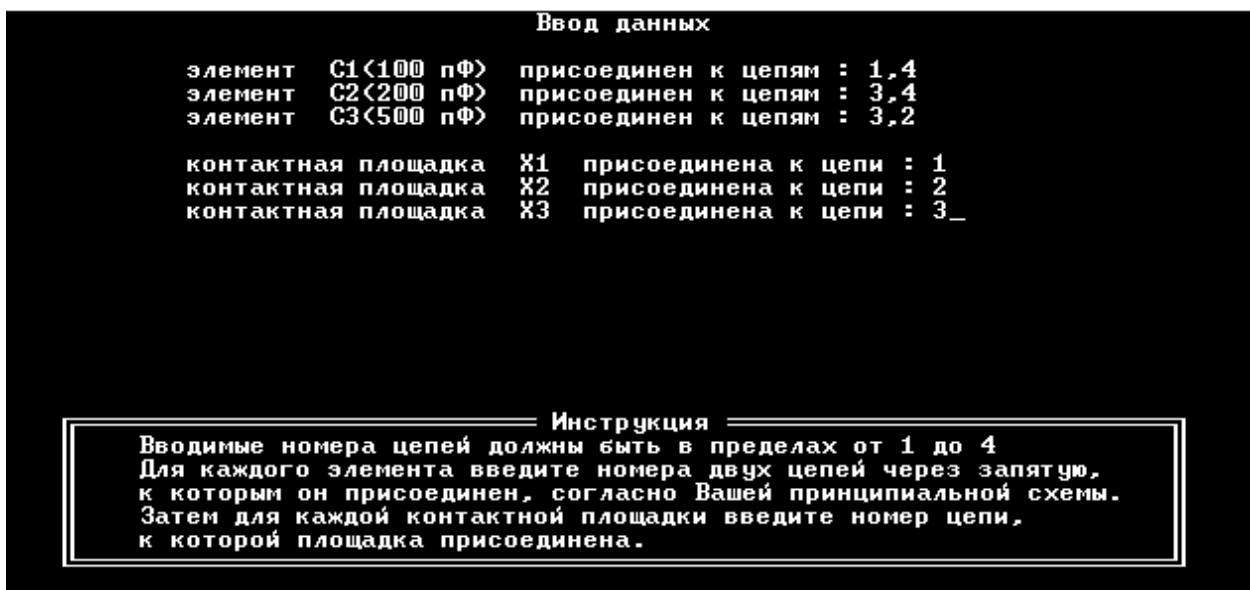 Ввод данных
элемент C1(100 пФ) присоединен к цепям : 1,4
элемент C2(200 пФ) присоединен к цепям : 3,4
элемент C3(500 пФ) присоединен к цепям : 3,2
контактная площадка X1 присоединена к цепи : 1
контактная площадка X2 присоединена к цепи : 2
контактная площадка X3 присоединена к цепи : 3_
Инструкция
Вводимые номера цепей должны быть в пределах от 1 до 4
Для каждого элемента введите номера двух цепей через запятую,
к которым он присоединен, согласно Вашей принципиальной схемы.
Затем для каждой контактной площадки введите номер цепи,
к которой площадка присоединена.